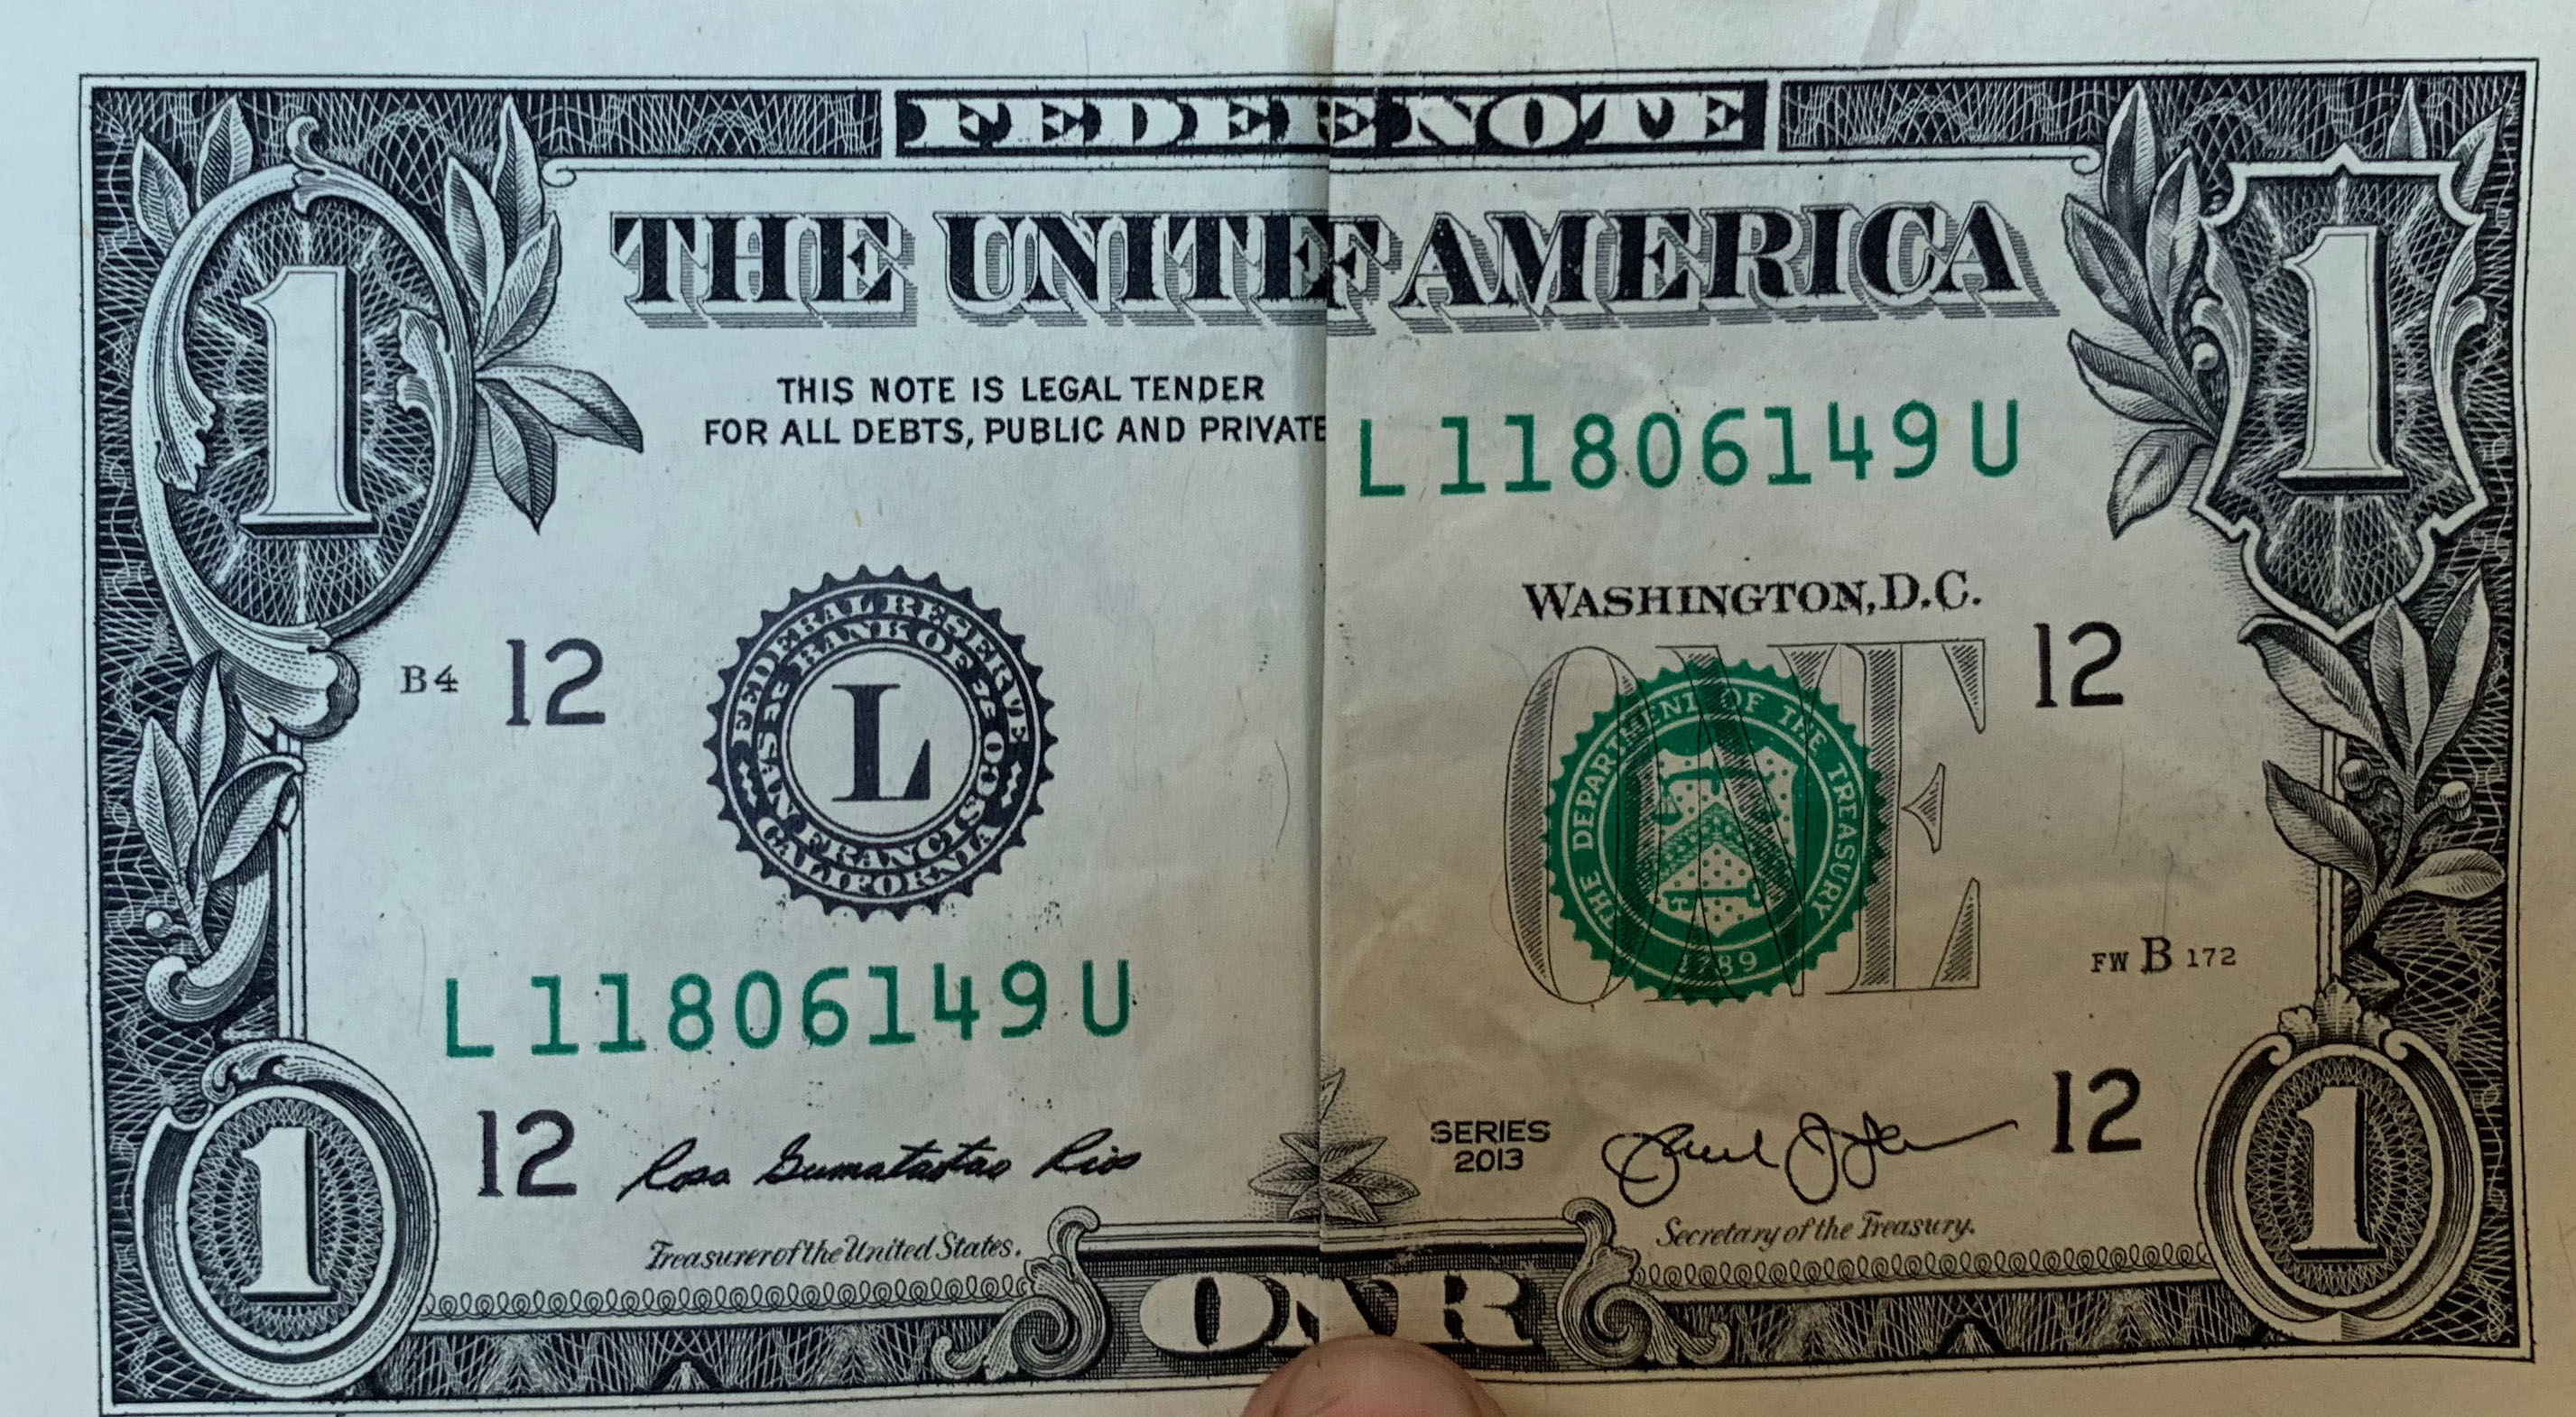 FEDEENOTE
1
THE UNITEFAMERICA
1
THIS NOTE IS LEGAL TENDER
FOR ALL DEBTS, PUBLIC AND PRIVATE
L 11806149 U
WASHINGTON, D.C.
B4
12
FEDERAL RESERVE BANK OF SAN FRANCISCO CALIFORNIA
L
ONE
THE DEPARTMENT OF THE TREASURY
1789
12
FW B 172
L 11806149 U
12
Rosa Gumataotao Rios
Treasurer of the United States.
SERIES
2013
Secretary of the Treasury.
12
1
ONR
1